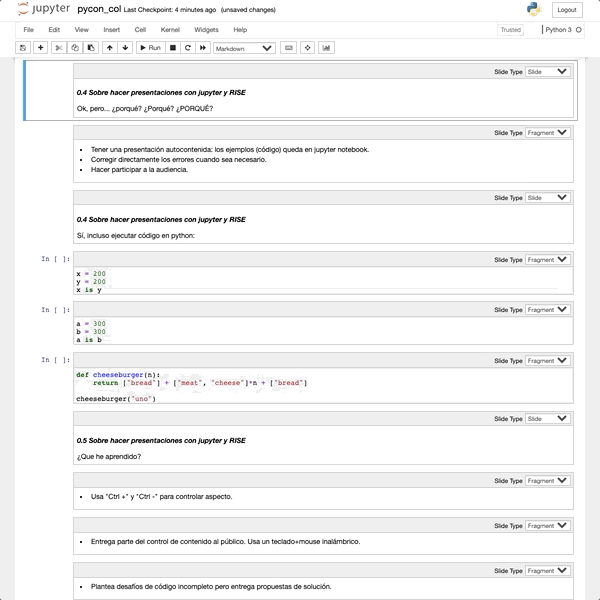 jupyter pycon_col Last Checkpoint: 4 minutes ago (unsaved changes) Logout
File Edit View Insert Cell Kernel Widgets Help Trusted Python 3
Run Markdown
Slide Type Slide
0.4 Sobre hacer presentaciones con jupyter y RISE
Ok, pero... ¿porqué? ¿Porqué? ¿PORQUÉ?
Slide Type Fragment
• Tener una presentación autocontenida: los ejemplos (código) queda en jupyter notebook.
• Corregir directamente los errores cuando sea necesario.
• Hacer participar a la audiencia.
Slide Type Slide
0.4 Sobre hacer presentaciones con jupyter y RISE
Sí, incluso ejecutar código en python:
In [ ]: Slide Type Fragment
x = 200
y = 200
x is y
In [ ]: Slide Type Fragment
a = 300
b = 300
a is b
In [ ]: Slide Type Fragment
def cheeseburger(n):
return ["bread"] + ["meat", "cheese"]*n + ["bread"]
cheeseburger("uno")
Slide Type Slide
0.5 Sobre hacer presentaciones con jupyter y RISE
¿Que he aprendido?
Slide Type Fragment
• Usa "Ctrl +" y "Ctrl -" para controlar aspecto.
Slide Type Fragment
• Entrega parte del control de contenido al público. Usa un teclado+mouse inalámbrico.
Slide Type Fragment
• Plantea desafíos de código incompleto pero entrega propuestas de solución.